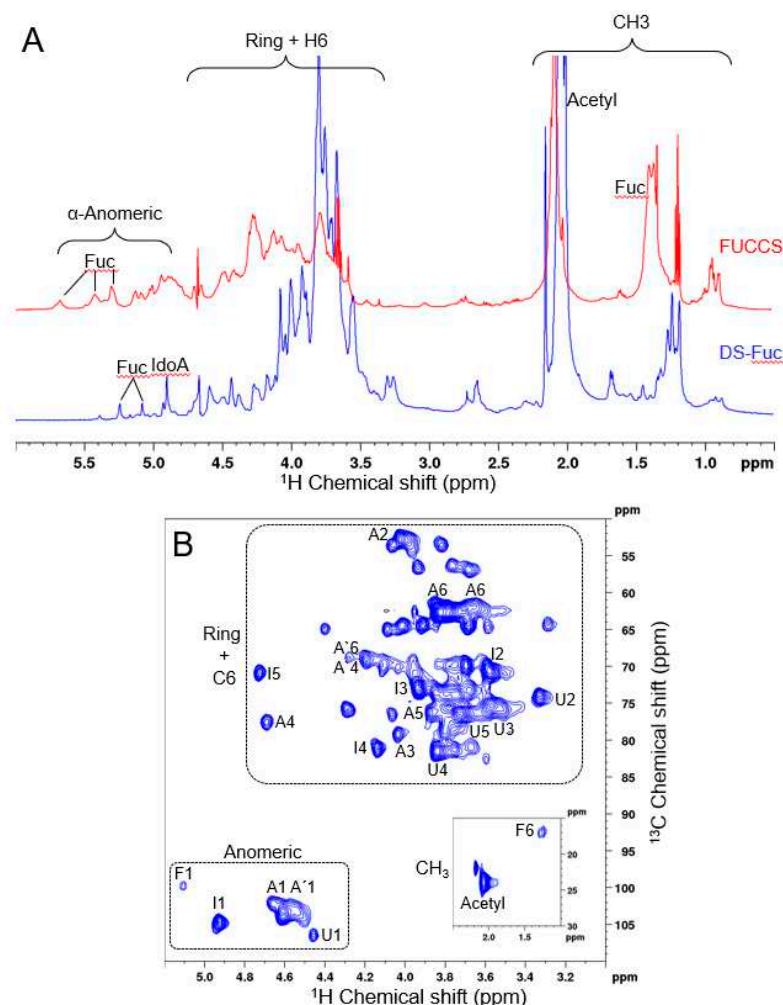 A
Ring + H6
CH3
Acetyl
α-Anomeric
Fuc
Fuc
FUCCS
Fuc IdoA
DS-Fuc
5.5 5.0 4.5 4.0 3.5 3.0 2.5 2.0 1.5 1.0 ppm
¹H Chemical shift (ppm)
B
ppm
A2
55
A6 A6
60
65
Ring
+
C6
A`6
A`4
I2
70
I5
I3
U2
75
A4
A5
U5 U3
I4
A3
80
U4
85
90
F6
20
Anomeric
CH₃
25
95
F1
Acetyl
A1 A´1
30
2.0 1.5 ppm
100
I1
U1
105
5.0 4.8 4.6 4.4 4.2 4.0 3.8 3.6 3.4 3.2 ppm
¹H Chemical shift (ppm)
¹³C Chemical shift (ppm)